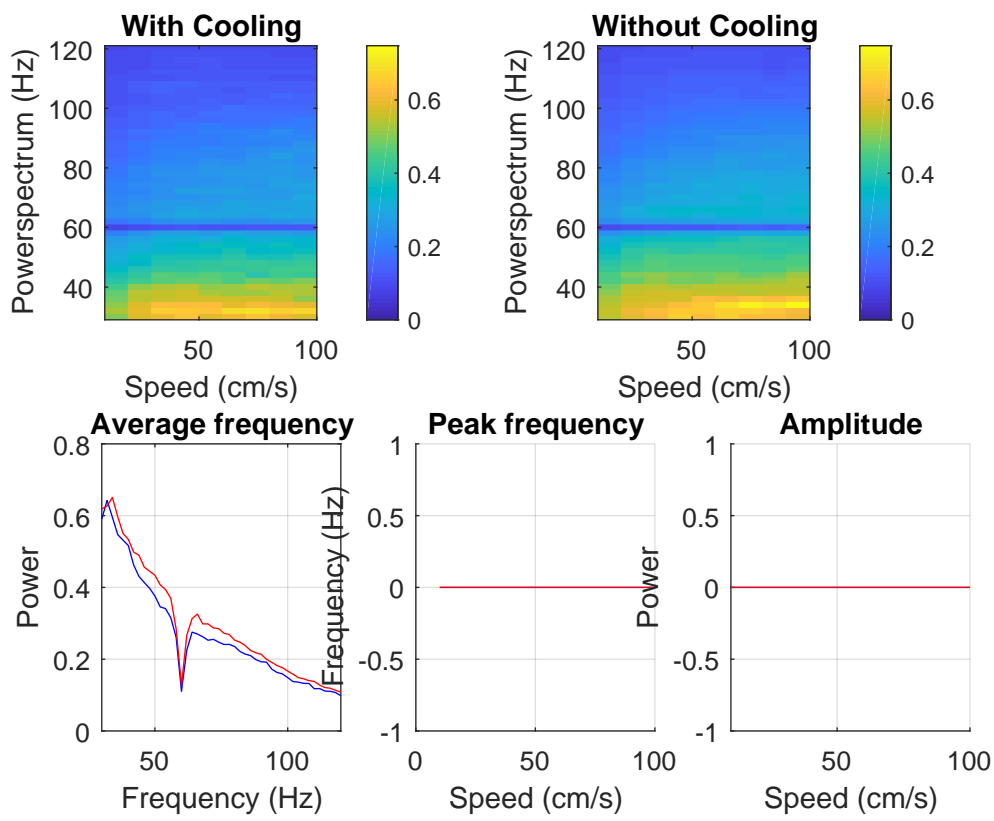 With Cooling
Without Cooling
Powerspectrum (Hz)
120
100
80
60
40
50
100
Speed (cm/s)
0.6
0.4
0.2
0
Powerspectrum (Hz)
120
100
80
60
40
50
100
Speed (cm/s)
0.6
0.4
0.2
0
Average frequency
Power
0.8
0.6
0.4
0.2
0
50
100
Frequency (Hz)
Peak frequency
Frequency (Hz)
1
0.5
0
-0.5
-1
0
50
100
Speed (cm/s)
Amplitude
Power
1
0.5
0
-0.5
-1
50
100
Speed (cm/s)